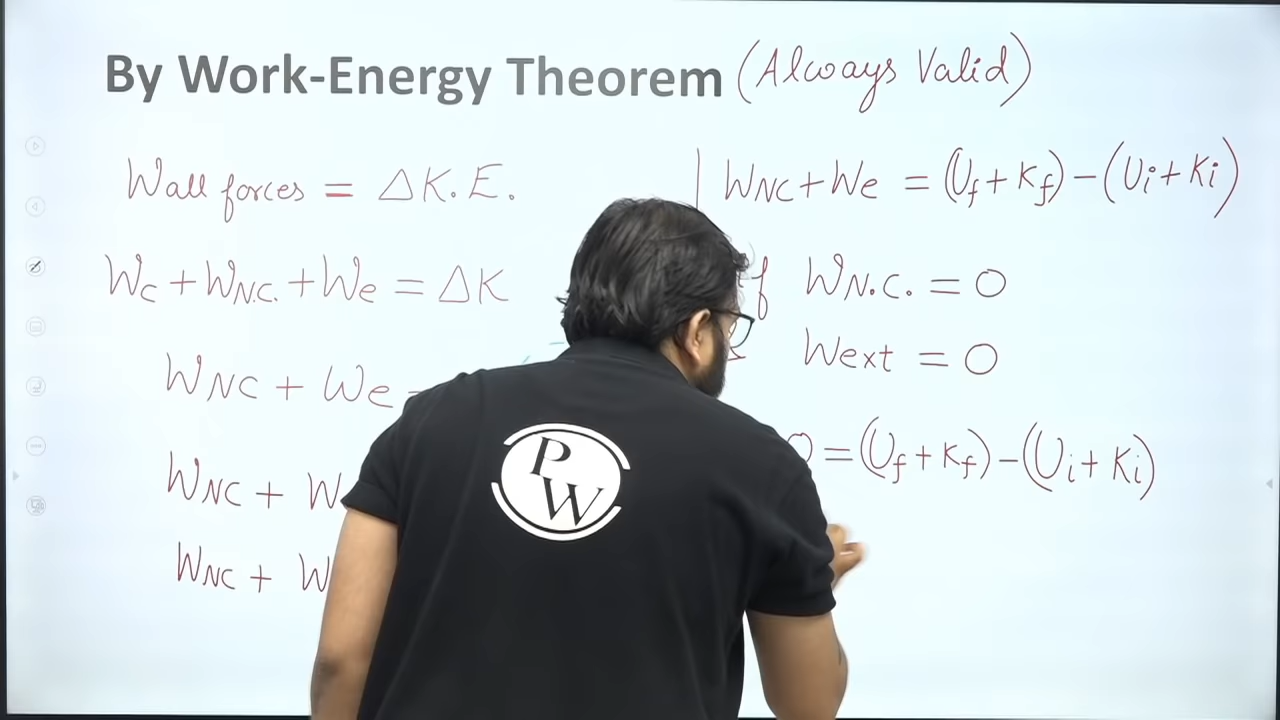 By Work-Energy Theorem (Always Valid)
Wall forces = ΔK.E.
Wc + WN.C. + We = ΔK
WNC + We
WNC + W
WNC + W
WNC + We = (Uf + Kf) - (Ui + Ki)
WN.C. = 0
Wext = 0
0 = (Uf + Kf) - (Ui + Ki)
P
W